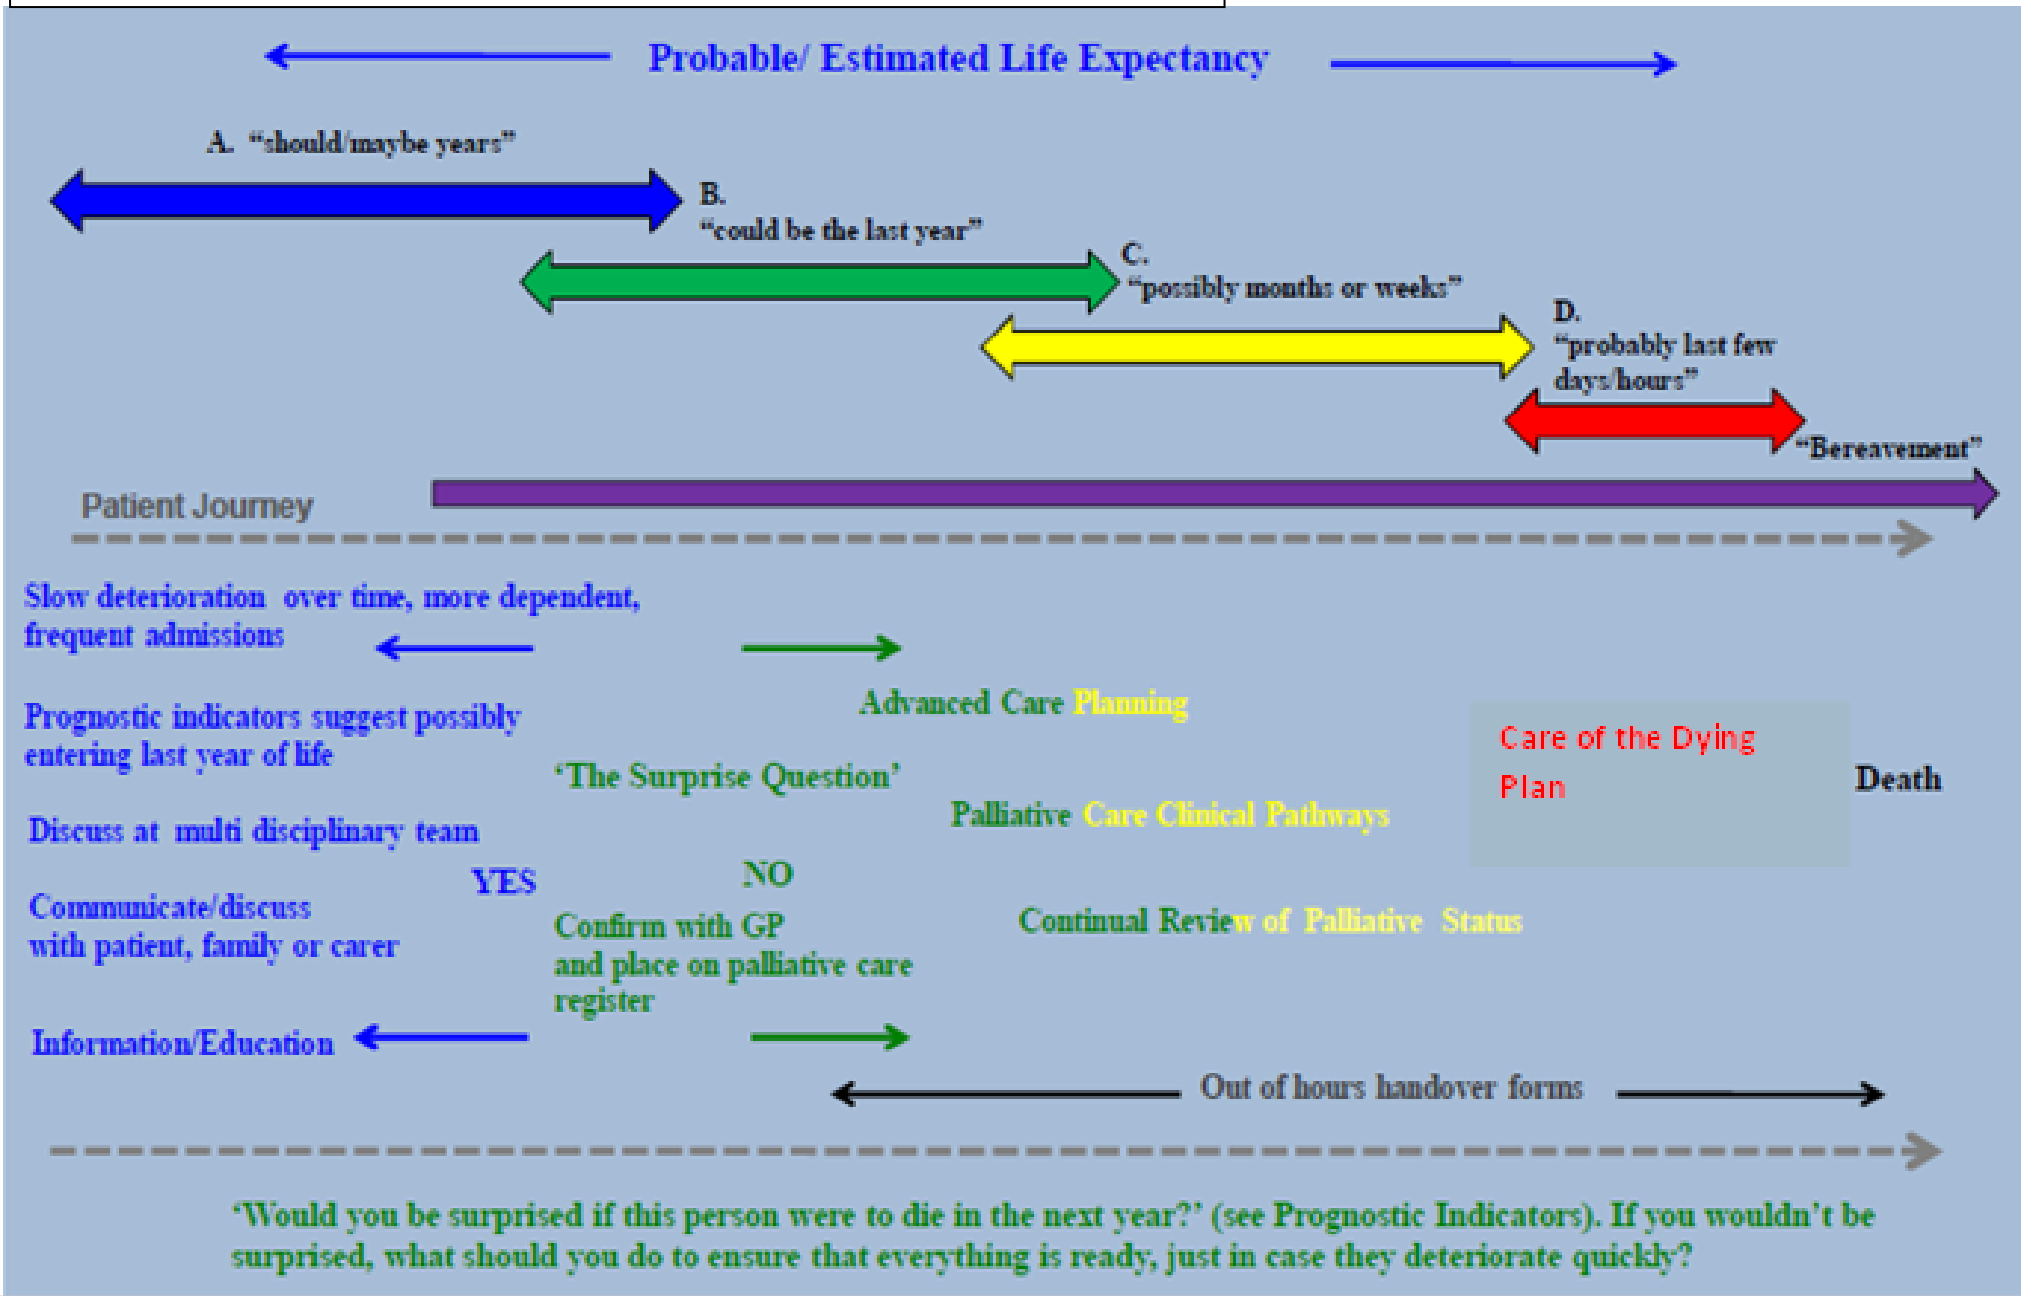 Probable/ Estimated Life Expectancy
A. “should/maybe years”
B.
“could be the last year”
C.
“possibly months or weeks”
D.
“probably last few
days/hours”
“Bereavement”
Patient Journey
Slow deterioration over time, more dependent,
frequent admissions
Advanced Care Planning
Prognostic indicators suggest possibly
entering last year of life
Care of the Dying
Plan
‘The Surprise Question’
Death
Palliative Care Clinical Pathways
Discuss at multi disciplinary team
YES
NO
Communicate/discuss
with patient, family or carer
Confirm with GP
and place on palliative care
register
Continual Review of Palliative Status
Information/Education
Out of hours handover forms
‘Would you be surprised if this person were to die in the next year?’ (see Prognostic Indicators). If you wouldn’t be
surprised, what should you do to ensure that everything is ready, just in case they deteriorate quickly?